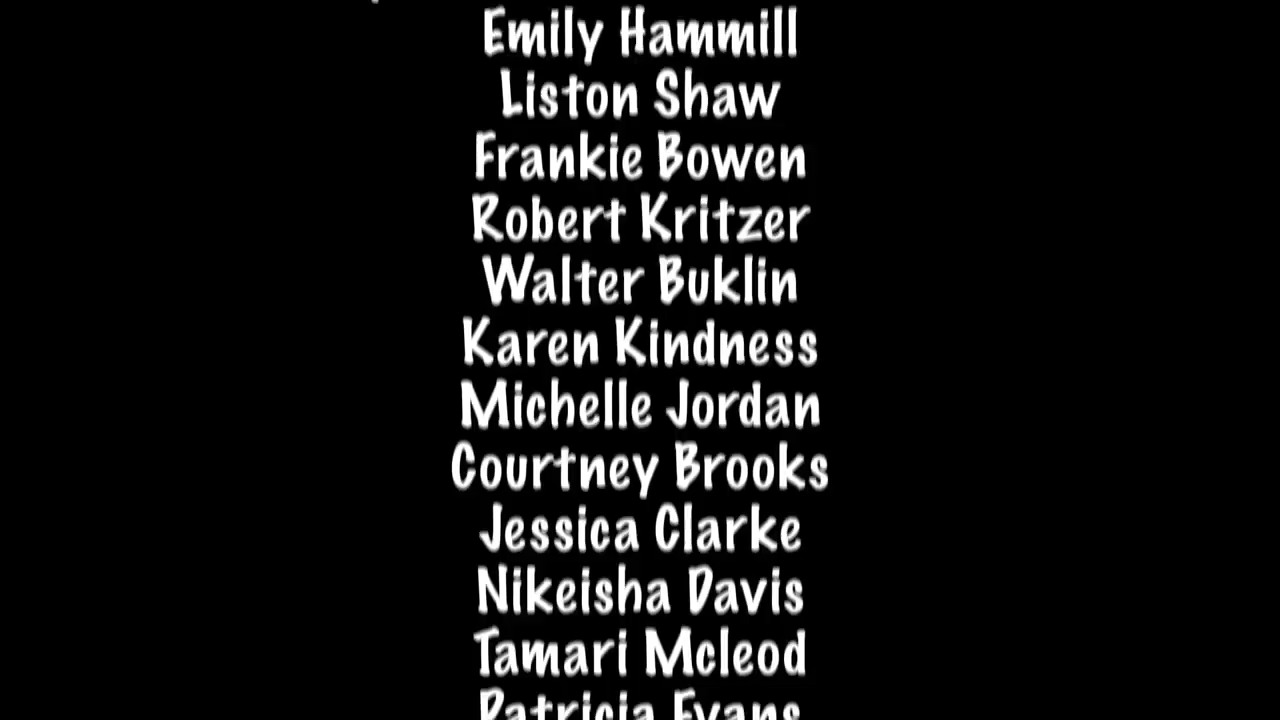 Emily Hammill
Liston Shaw
Frankie Bowen
Robert Kritzer
Walter Buklin
Karen Kindness
Michelle Jordan
Courtney Brooks
Jessica Clarke
Nikeisha Davis
Tamari Mcleod
Patricia Evans